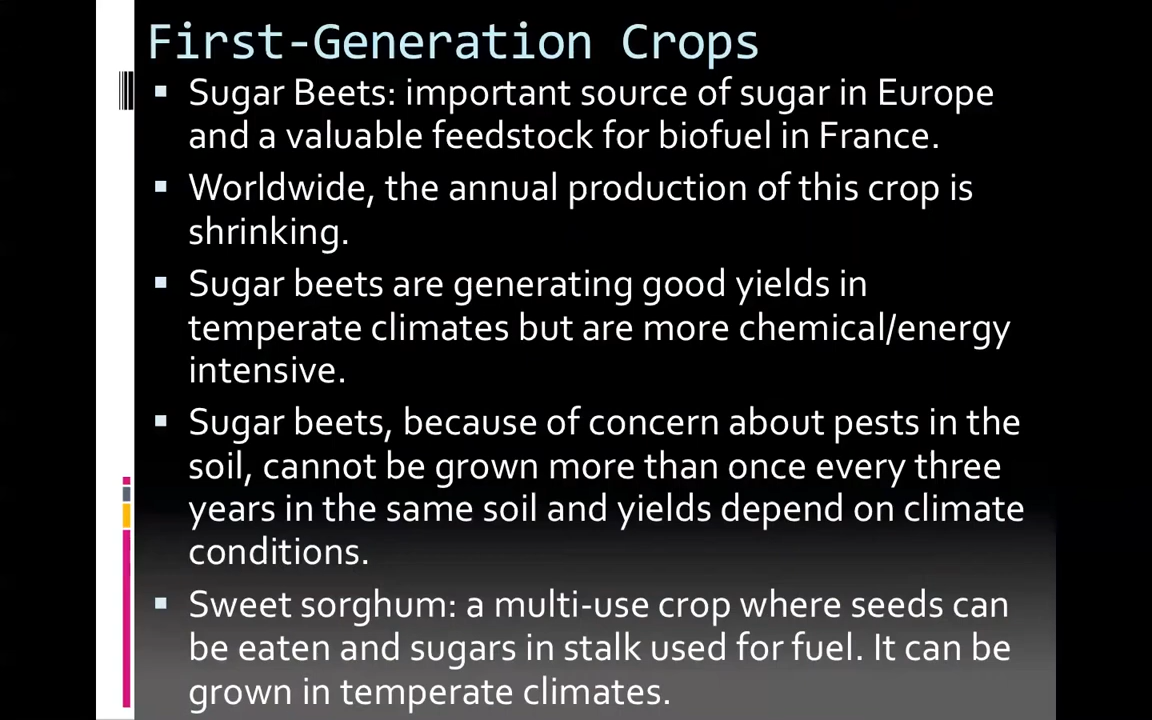 First-Generation Crops
Sugar Beets: important source of sugar in Europe
and a valuable feedstock for biofuel in France.
Worldwide, the annual production of this crop is
shrinking.
Sugar beets are generating good yields in
temperate climates but are more chemical/energy
intensive.
Sugar beets, because of concern about pests in the
soil, cannot be grown more than once every three
years in the same soil and yields depend on climate
conditions.
Sweet sorghum: a multi-use crop where seeds can
be eaten and sugars in stalk used for fuel. It can be
grown in temperate climates.